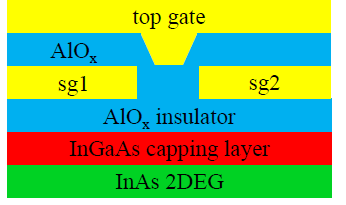 top gate
AlOₓ
sg1 sg2
AlOₓ insulator
InGaAs capping layer
InAs 2DEG